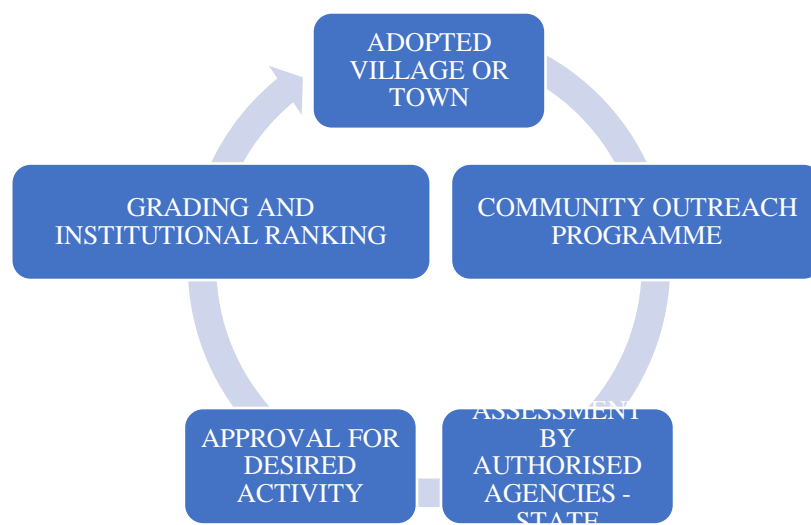 ADOPTED
VILLAGE OR
TOWN
COMMUNITY OUTREACH
PROGRAMME
ASSESSMENT
BY
AUTHORISED
AGENCIES -
STATE
APPROVAL FOR
DESIRED
ACTIVITY
GRADING AND
INSTITUTIONAL RANKING